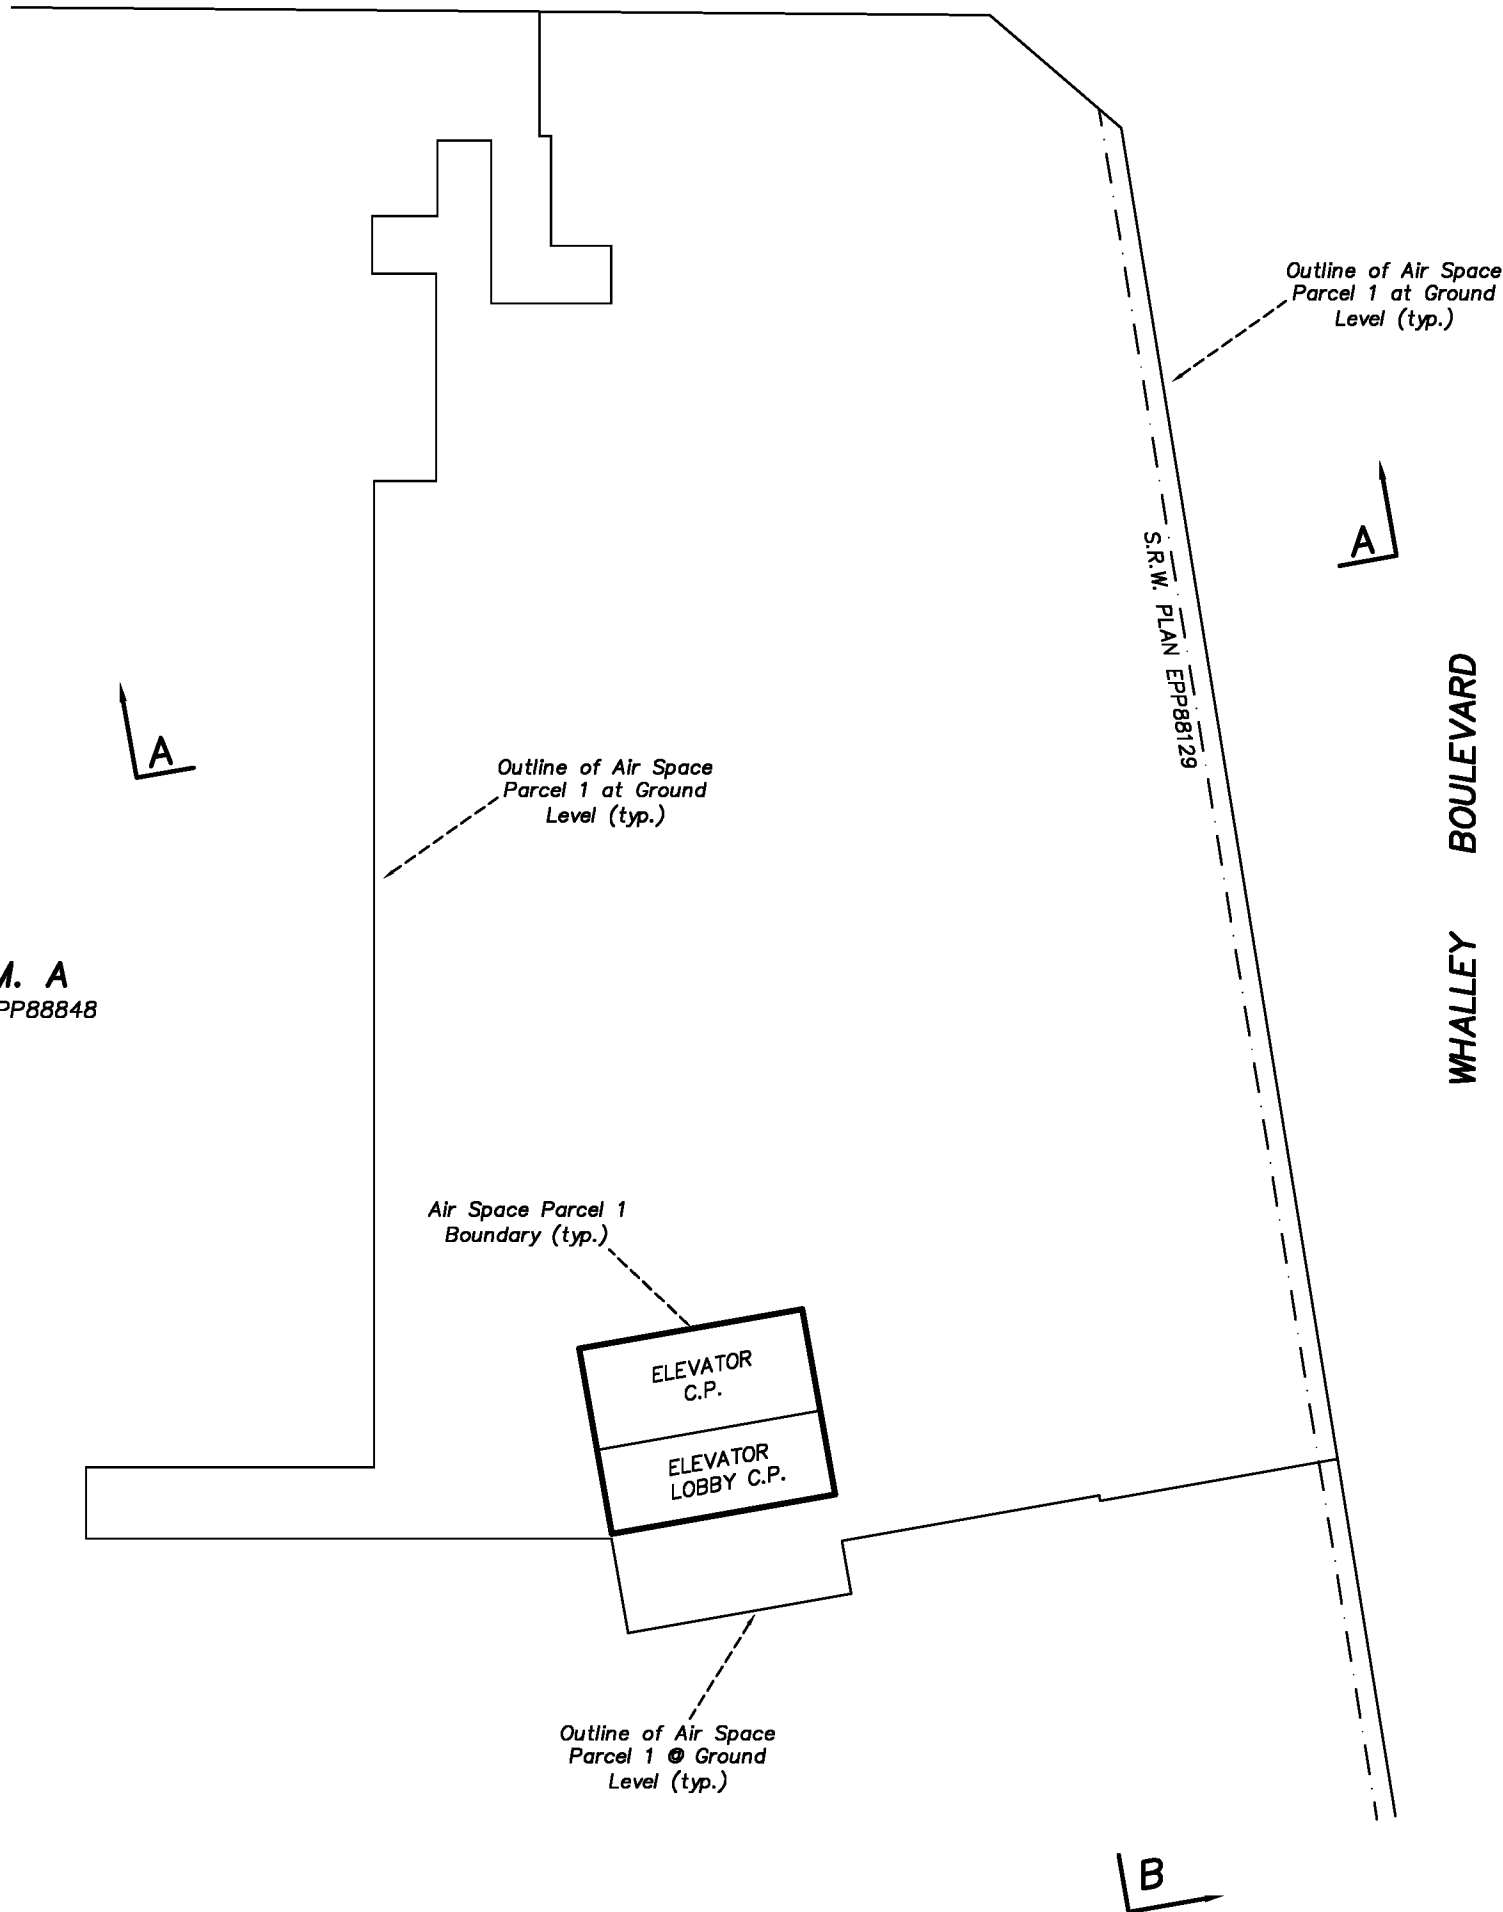 Outline of Air Space
Parcel 1 at Ground
Level (typ.)
A
S.R.W. PLAN EPP88129
WHALLEY BOULEVARD
A
Outline of Air Space
Parcel 1 at Ground
Level (typ.)
M. A
PP88848
Air Space Parcel 1
Boundary (typ.)
ELEVATOR
C.P.
ELEVATOR
LOBBY C.P.
Outline of Air Space
Parcel 1 @ Ground
Level (typ.)
B